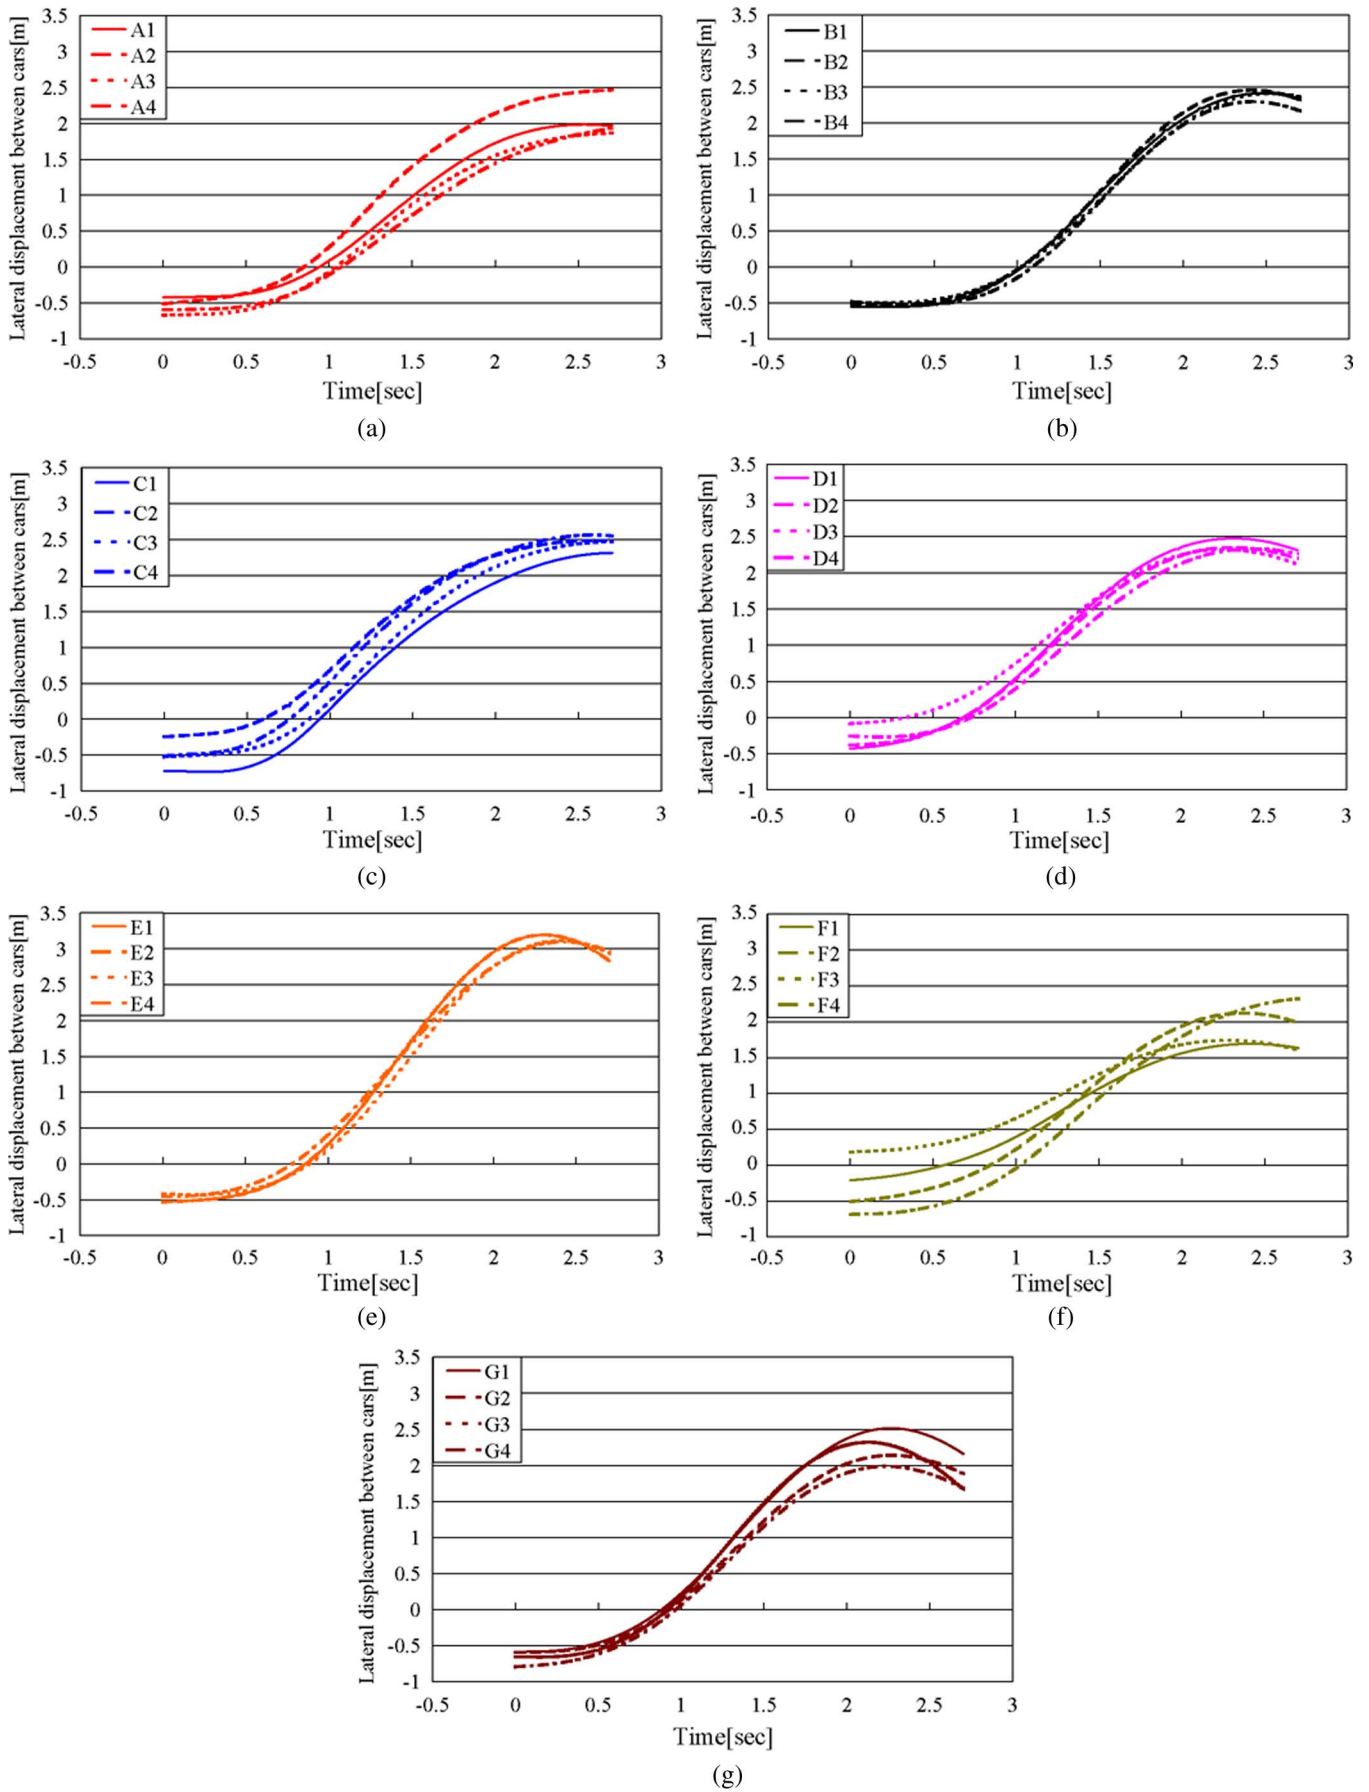 Lateral displacement between cars[m]
3.5
3
2.5
2
1.5
1
0.5
0
-0.5
-1
A1
A2
A3
A4
-0.5 0 0.5 1 1.5 2 2.5 3
Time[sec]
(a)
Lateral displacement between cars[m]
3.5
3
2.5
2
1.5
1
0.5
0
-0.5
-1
B1
B2
B3
B4
-0.5 0 0.5 1 1.5 2 2.5 3
Time[sec]
(b)
Lateral displacement between cars[m]
3.5
3
2.5
2
1.5
1
0.5
0
-0.5
-1
C1
C2
C3
C4
-0.5 0 0.5 1 1.5 2 2.5 3
Time[sec]
(c)
Lateral displacement between cars[m]
3.5
3
2.5
2
1.5
1
0.5
0
-0.5
-1
D1
D2
D3
D4
-0.5 0 0.5 1 1.5 2 2.5 3
Time[sec]
(d)
Lateral displacement between cars[m]
3.5
3
2.5
2
1.5
1
0.5
0
-0.5
-1
E1
E2
E3
E4
-0.5 0 0.5 1 1.5 2 2.5 3
Time[sec]
(e)
Lateral displacement between cars[m]
3.5
3
2.5
2
1.5
1
0.5
0
-0.5
-1
F1
F2
F3
F4
-0.5 0 0.5 1 1.5 2 2.5 3
Time[sec]
(f)
Lateral displacement between cars[m]
3.5
3
2.5
2
1.5
1
0.5
0
-0.5
-1
G1
G2
G3
G4
-0.5 0 0.5 1 1.5 2 2.5 3
Time[sec]
(g)